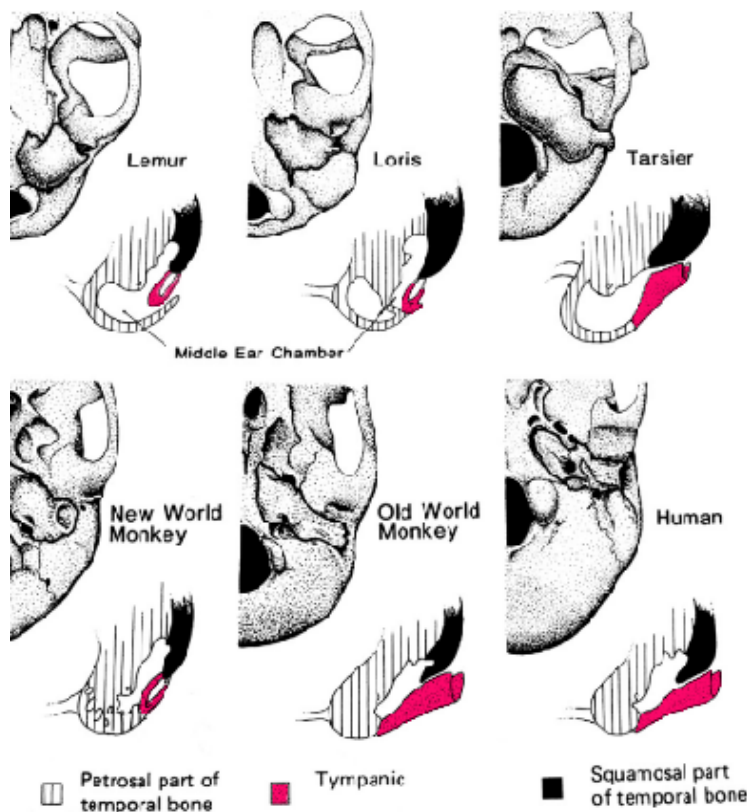 Lemur
Loris
Tarsier
Middle Ear Chamber
New World
Monkey
Old World
Monkey
Human
Petrosal part of
temporal bone
Tympanic
Squamosal part
of temporal bone